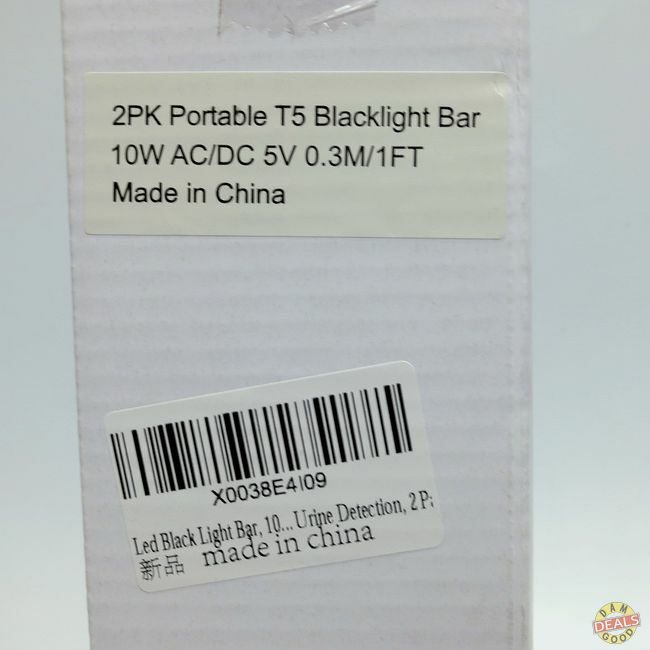 2PK Portable T5 Blacklight Bar
10W AC/DC 5V 0.3M/1FT
Made in China
X0038E4I09
Led Black Light Bar, 10... Urine Detection, 2 Pa
新品 made in china
DAM
DEALS
GOOD